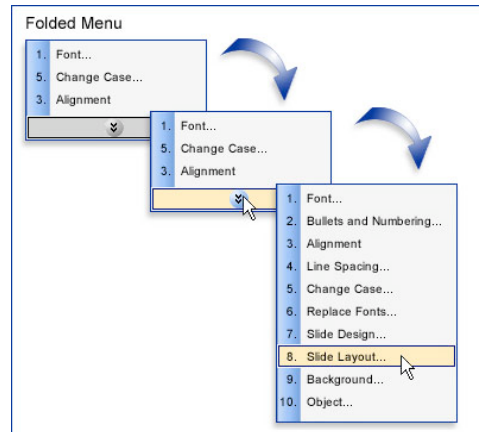 Folded Menu
1. Font...
5. Change Case...
3. Alignment
1. Font...
5. Change Case...
3. Alignment
1. Font...
2. Bullets and Numbering...
3. Alignment
4. Line Spacing...
5. Change Case...
6. Replace Fonts...
7. Slide Design...
8. Slide Layout...
9. Background...
10. Object...